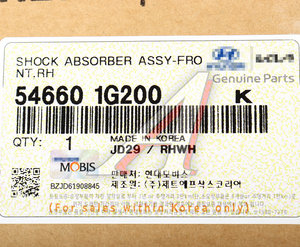 SHOCK ABSORBER ASSY-FRO
NT,RH
Genuine Parts
54660 1G200 K
QTY: 1 MADE IN KOREA
JD29 / RHWH
MOBIS
BZJD61908845
판매처: 현대모비스
제조원: (주)제트에프삭스코리아
(For Sales Within Korea only)